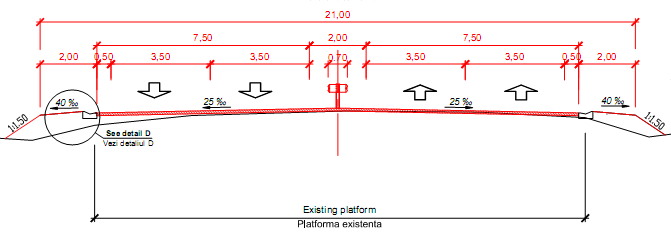 21,00
7,50 2,00 7,50
2,00 0,50 3,50 3,50 0,70 3,50 3,50 0,50 2,00
40 ‰ 25 ‰ 25 ‰ 40 ‰
1:1,50 1:1,50
See detail D
Vezi detaliul D
Existing platform
Platforma existenta